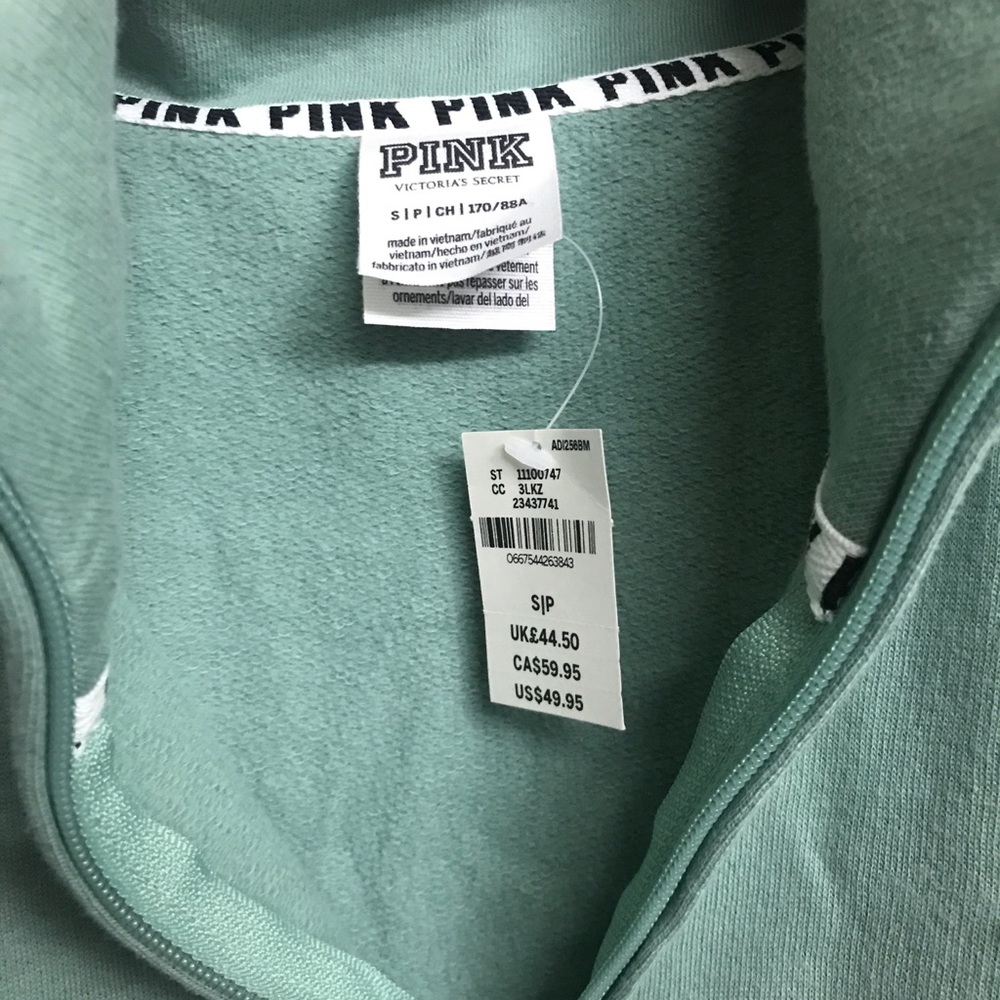 PINK PINK PINK PINK
PINK
VICTORIA'S SECRET
S | P | CH | 170/88A
made in vietnam/fabriqué au
vietnam/hecho en vietnam/
fabbricato in vietnam/
vêtement
pas repasser sur les
ornements/lavar del lado del
ADI256BM
ST 11100747
CC 3LKZ
23437741
0667544263843
S|P
UK£44.50
CA$59.95
US$49.95